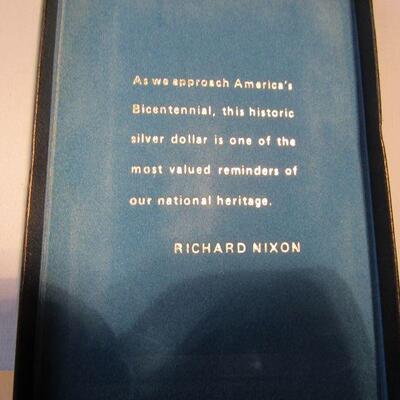 As we approach America's
Bicentennial, this historic
silver dollar is one of the
most valued reminders of
our national heritage.
RICHARD NIXON